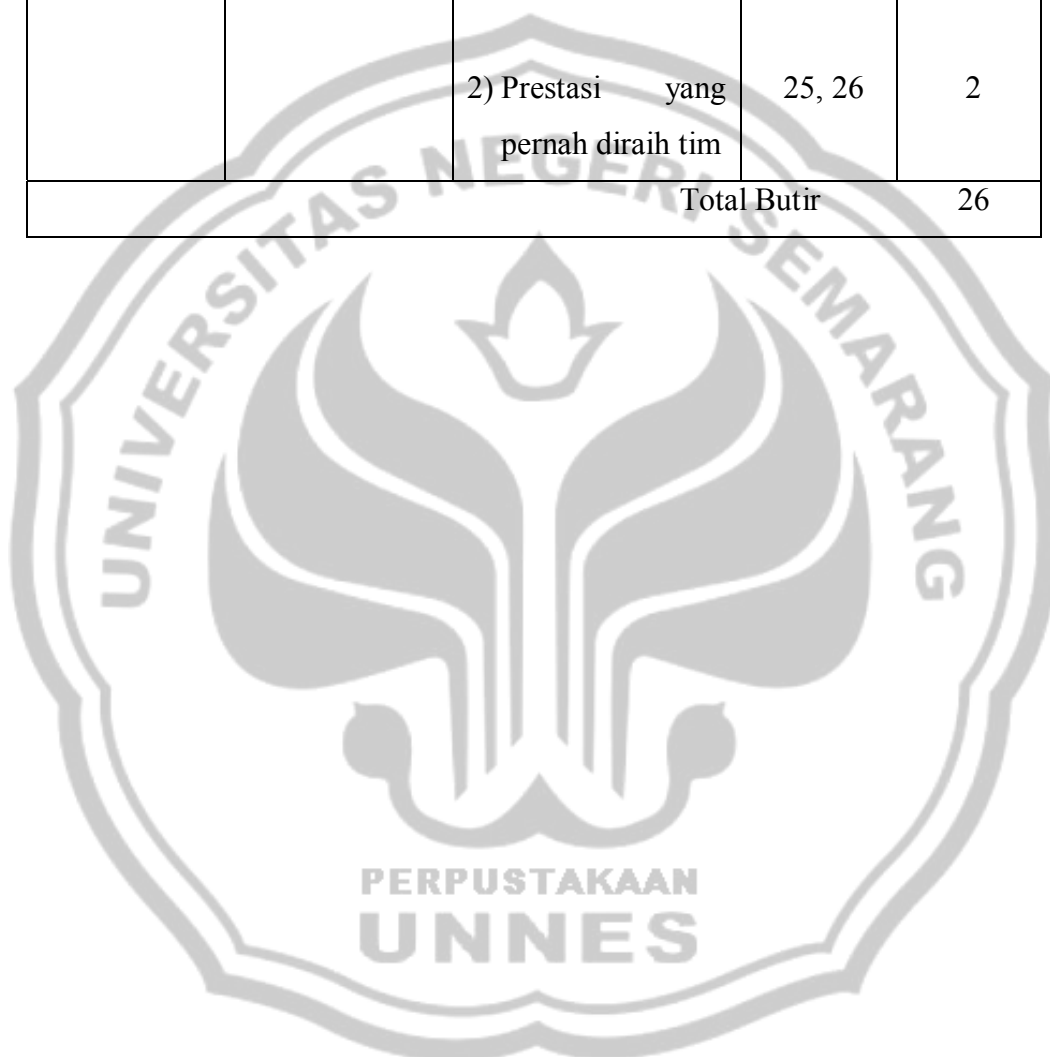 2) Prestasi yang 25, 26 2
pernah diraih tim
Total Butir 26
UNIVERSITAS NEGERI SEMARANG
PERPUSTAKAAN
UNNES